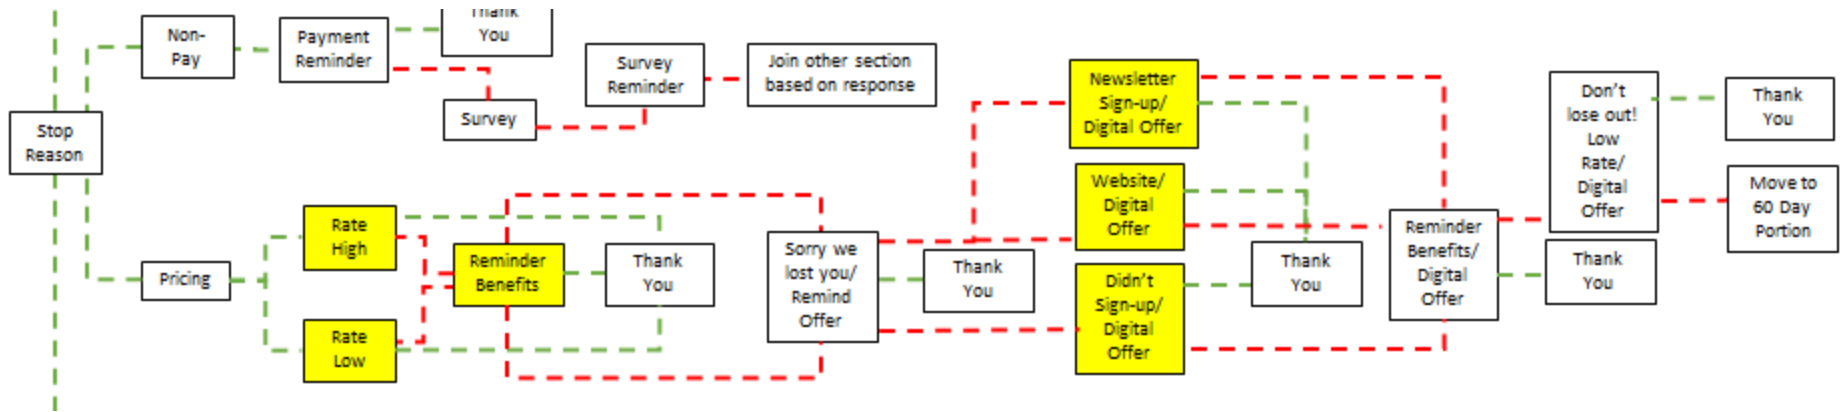 Thank
You
Non-
Pay
Payment
Reminder
Survey
Reminder
Join other section
based on response
Survey
Stop
Reason
Newsletter
Sign-up/
Digital Offer
Don't
lose out!
Low
Rate/
Digital
Offer
Thank
You
Website/
Digital
Offer
Move to
60 Day
Portion
Rate
High
Reminder
Benefits
Thank
You
Sorry we
lost you/
Remind
Offer
Thank
You
Thank
You
Reminder
Benefits/
Digital
Offer
Thank
You
Pricing
Didn't
Sign-up/
Digital
Offer
Rate
Low